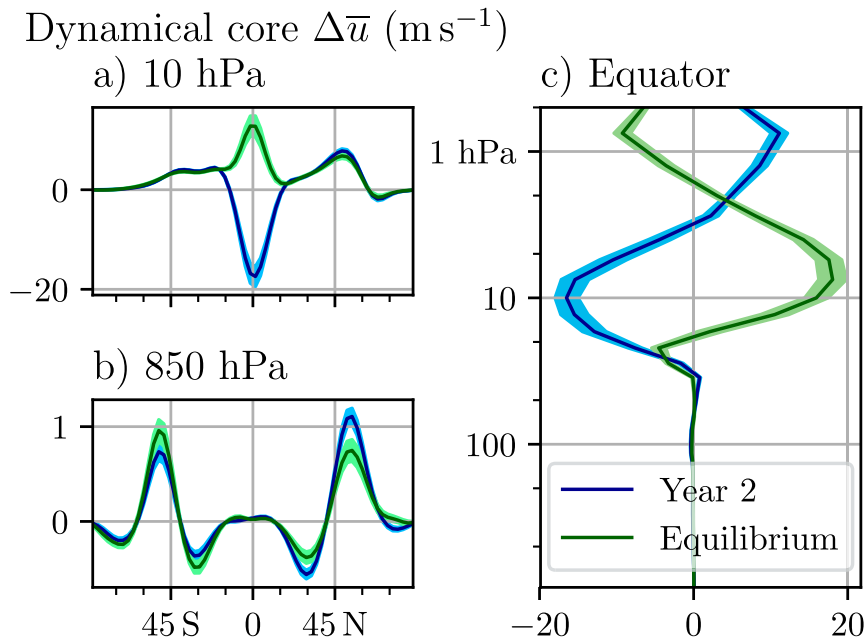 Dynamical core Δu̅ (m s⁻¹)
a) 10 hPa
0
−20
b) 850 hPa
1
0
45 S 0 45 N
c) Equator
1 hPa
10
100
Year 2
Equilibrium
−20 0 20